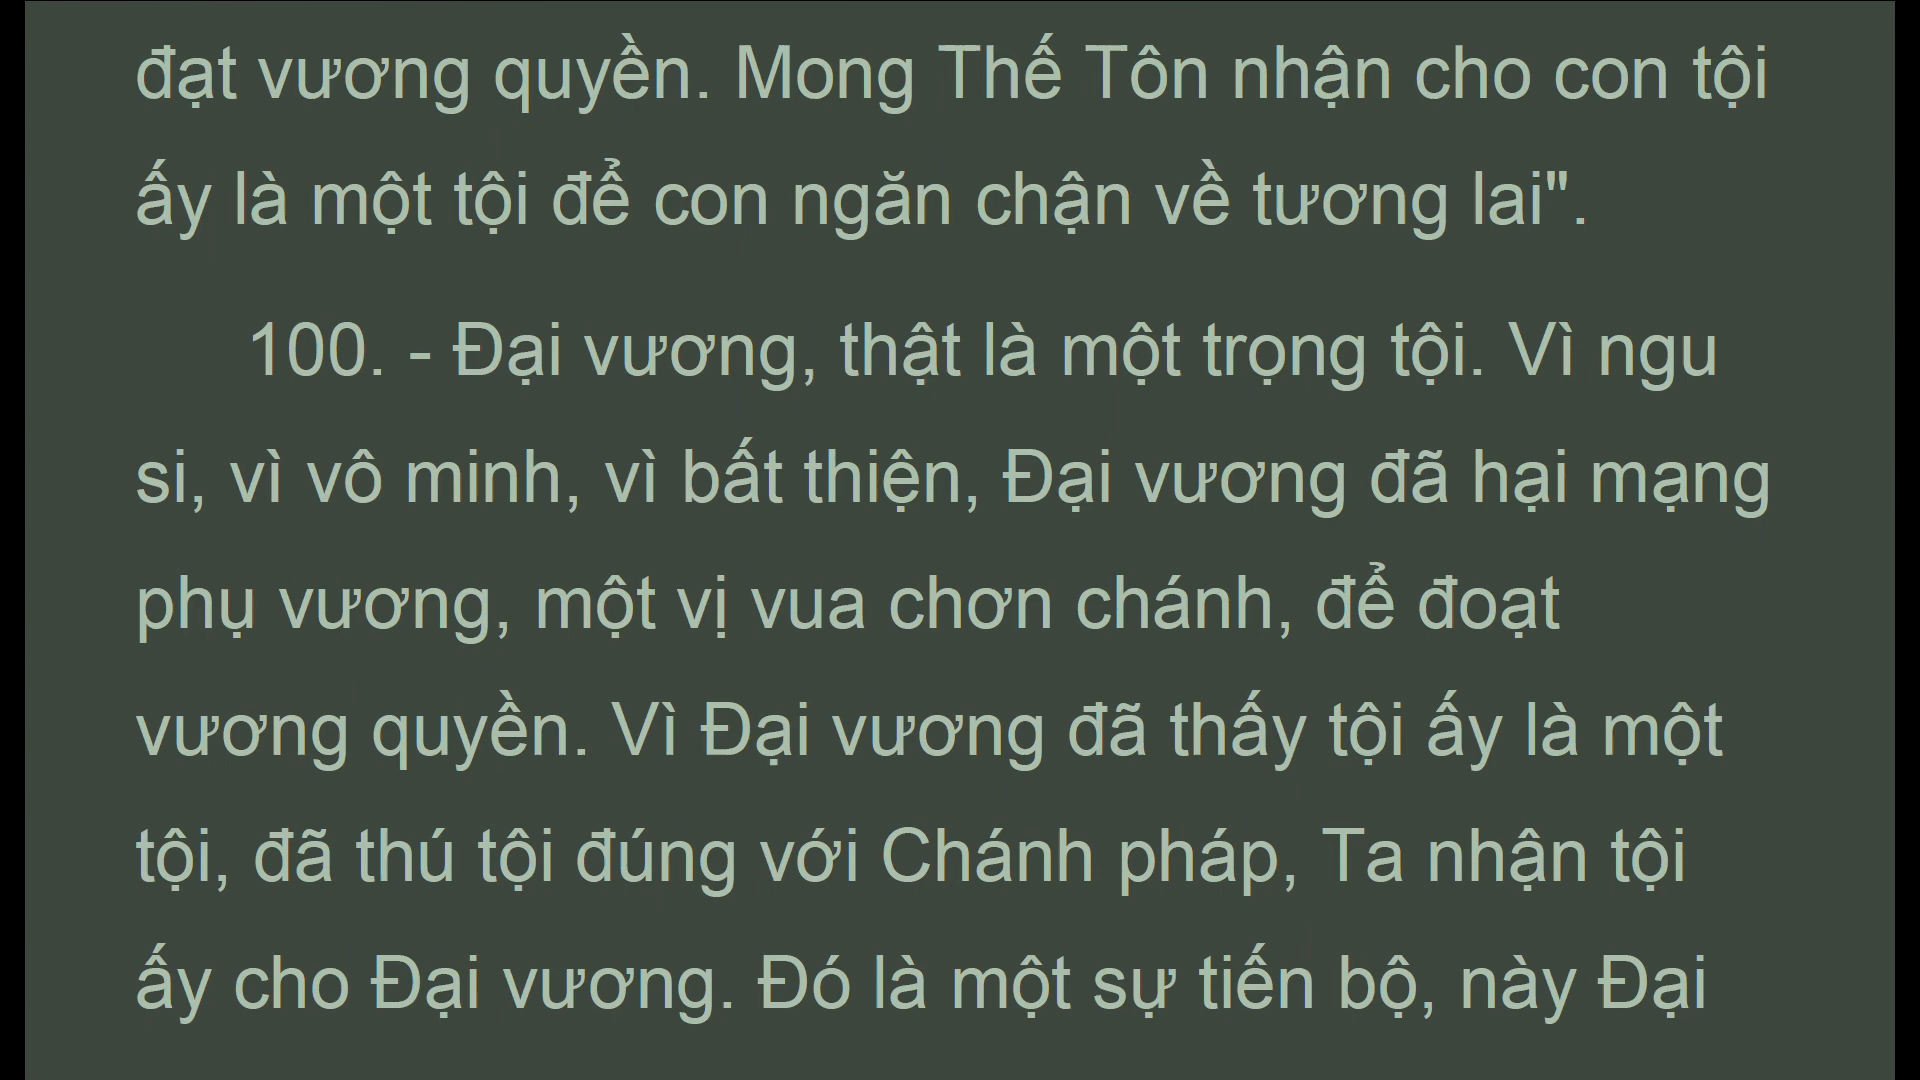 đạt vương quyền. Mong Thế Tôn nhận cho con tội
ấy là một tội để con ngăn chận về tương lai".
100. - Đại vương, thật là một trọng tội. Vì ngu
si, vì vô minh, vì bất thiện, Đại vương đã hại mạng
phụ vương, một vị vua chơn chánh, để đoạt
vương quyền. Vì Đại vương đã thấy tội ấy là một
tội, đã thú tội đúng với Chánh pháp, Ta nhận tội
ấy cho Đại vương. Đó là một sự tiến bộ, này Đại